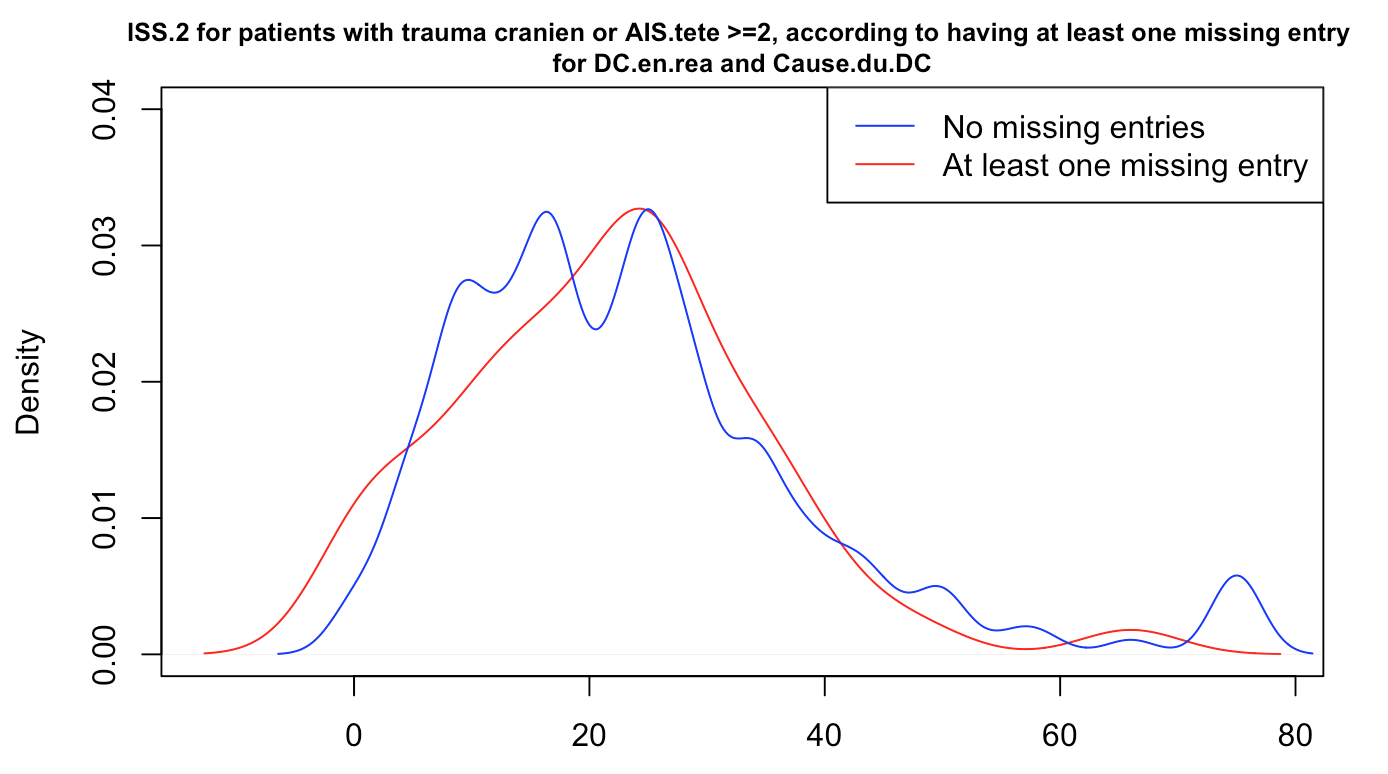 ISS.2 for patients with trauma cranien or AIS.tete >=2, according to having at least one missing entry
for DC.en.rea and Cause.du.DC
No missing entries
At least one missing entry
Density
0.04
0.03
0.02
0.01
0.00
0 20 40 60 80